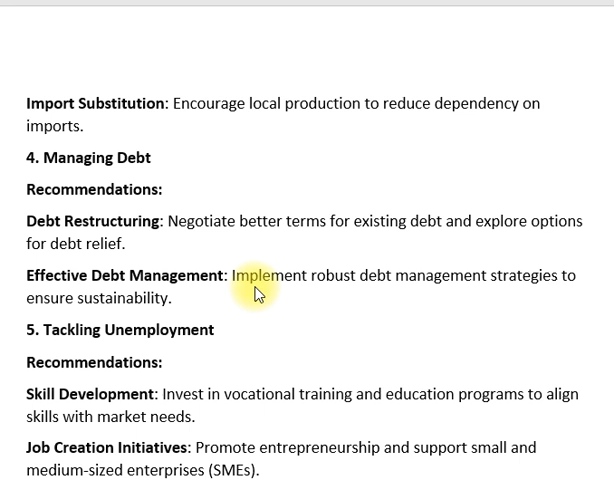 Import Substitution: Encourage local production to reduce dependency on
imports.
4. Managing Debt
Recommendations:
Debt Restructuring: Negotiate better terms for existing debt and explore options
for debt relief.
Effective Debt Management: Implement robust debt management strategies to
ensure sustainability.
5. Tackling Unemployment
Recommendations:
Skill Development: Invest in vocational training and education programs to align
skills with market needs.
Job Creation Initiatives: Promote entrepreneurship and support small and
medium-sized enterprises (SMEs).